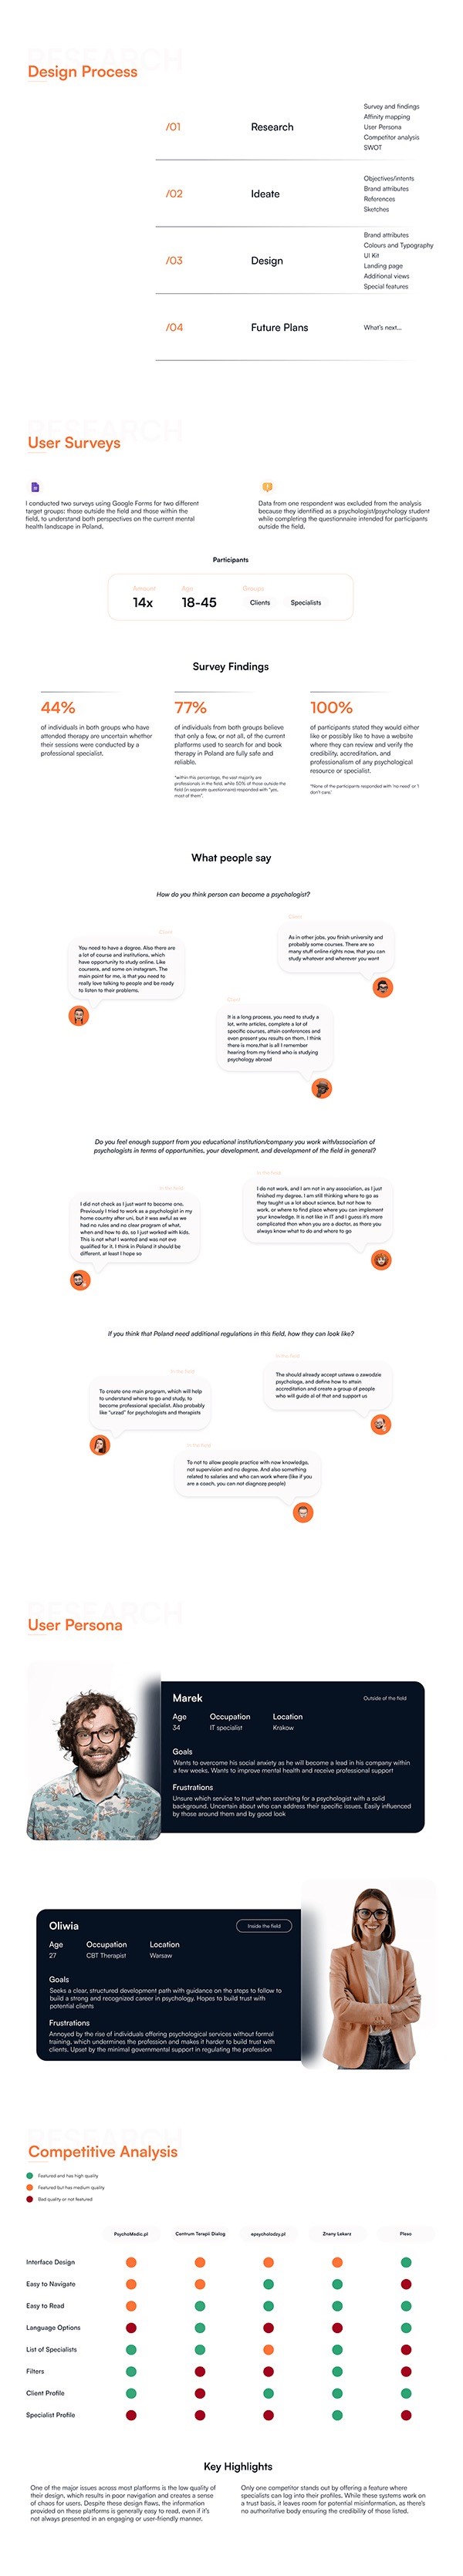 RESEARCH
Design Process
/01
Research
Survey and findings
Affinity mapping
User Persona
Competitor analysis
SWOT
/02
Ideate
Objectives/intents
Brand attributes
References
Sketches
/03
Design
Brand attributes
Colours and Typography
UI Kit
Landing page
Additional views
Special features
/04
Future Plans
What's next...
RESEARCH
User Surveys
I conducted two surveys using Google Forms for two different
target groups: those outside the field and those within the
field, to understand both perspectives on the current mental
health landscape in Poland.
Data from one respondent was excluded from the analysis
because they identified as a psychologist/psychology student
while completing the questionnaire intended for participants
outside the field.
Participants
Amount
Age
Groups
14x
18-45
Clients
Specialists
Survey Findings
44%
of individuals in both groups who have
attended therapy are uncertain whether
their sessions were conducted by a
professional specialist.
77%
of individuals from both groups believe
that only a few, or not all, of the current
platforms used to search for and book
therapy in Poland are fully safe and
reliable.
*within this percentage, the vast majority are
professionals in the field, while 50% of those outside the
field (in separate questionnaire) responded with "yes,
most of them".
100%
of participants stated they would either
like or possibly like to have a website
where they can review and verify the
credibility, accreditation, and
professionalism of any psychological
resource or specialist.
*None of the participants responded with 'no need' or 'I
don't care.'
What people say
How do you think person can become a psychologist?
Client
You need to have a degree. Also there are
a lot of course and institutions, which
have opportunity to study online. Like
coursera, and some on instagram. The
main point for me, is that you need to
really love talking to people and be ready
to listen to their problems.
Client
As in other jobs, you finish university and
probably some courses. There are so
many stuff online rights now, that you can
study whatever and wherever you want
Client
It is a long process, you need to study a
lot, write articles, complete a lot of
specific courses, attain conferences and
even present you results on them. I think
there is more,that is all I remember
hearing from my friend who is studying
psychology abroad
Do you feel enough support from you educational institution/company you work with/association of
psychologists in terms of opportunities, your development, and development of the field in general?
In the field
I did not check as I just want to become one.
Previously I tried to work as a psychologist in my
home country after uni, but it was awful as we
had no rules and no clear program of what,
when and how to do, so I just worked with kids.
This is not what I wanted and was not eve
qualified for it. I think in Poland it should be
different, at least I hope so
In the field
I do not work, and I am not in any association, as I just
finished my degree. I am still thinking where to go as
they taught us a lot about science, but not how to
work, or where to find place where you can implement
your knowledge. It is not like in IT and I guess it's more
complicated then when you are a doctor, as there you
always know what to do and where to go
If you think that Poland need additional regulations in this field, how they can look like?
In the field
To create one main program, which will help
to understand where to go and study, to
become professional specialist. Also probably
like "urząd" for psychologists and therapists
In the field
The should already accept ustawa o zawodzie
psychologa, and define how to attain
accreditation and create a group of people
who will guide al of that and support us
In the field
To not to allow people practice with now knowledge,
not supervision and no degree. And also something
related to salaries and who can work where (like if you
are a coach, you can not diagnoze people)
RESEARCH
User Persona
Marek
Outside of the field
Age
Occupation
Location
34
IT specialist
Krakow
Goals
Wants to overcome his social anxiety as he will become a lead in his company within
a few weeks. Wants to improve mental health and receive professional support
Frustrations
Unsure which service to trust when searching for a psychologist with a solid
background. Uncertain about who can address their specific issues. Easily influenced
by those around them and by good look
Oliwia
Inside the field
Age
Occupation
Location
27
CBT Therapist
Warsaw
Goals
Seeks a clear, structured development path with guidance on the steps to follow to
build a strong and recognized career in psychology. Hopes to build trust with
potential clients
Frustrations
Annoyed by the rise of individuals offering psychological services without formal
training, which undermines the profession and makes it harder to build trust with
clients. Upset by the minimal governmental support in regulating the profession
RESEARCH
Competitive Analysis
Featured and has high quality
Featured but has medium quality
Bad quality or not featured
PsychoMedic.pl
Centrum Terapii Dialog
epsycholodzy.pl
Znany Lekarz
Pleso
Interface Design
Easy to Navigate
Easy to Read
Language Options
List of Specialists
Filters
Client Profile
Specialist Profile
Key Highlights
One of the major issues across most platforms is the low quality of
their design, which results in poor navigation and creates a sense
of chaos for users. Despite these design flaws, the information
provided on these platforms is generally easy to read, even if it's
not always presented in an engaging or user-friendly manner.
Only one competitor stands out by offering a feature where
specialists can log into their profiles. While these systems work on
a trust basis, it leaves room for potential misinformation, as there's
no authoritative body ensuring the credibility of those listed.